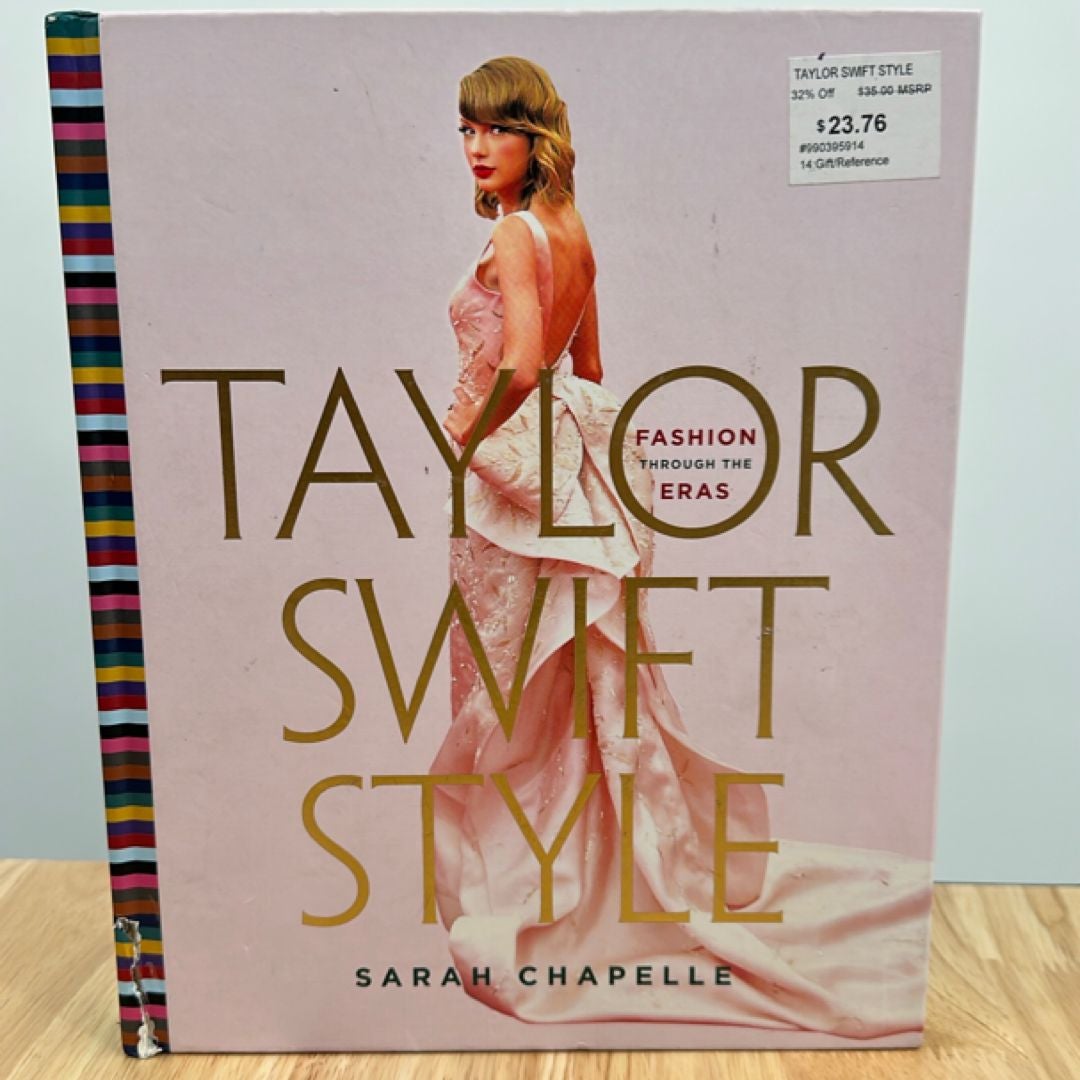 TAYLOR SWIFT STYLE
32% Off $35.00 MSRP
$23.76
#990395914
14:Gift/Reference
TAYLOR
FASHION
THROUGH THE
ERAS
SWIFT
STYLE
SARAH CHAPELLE